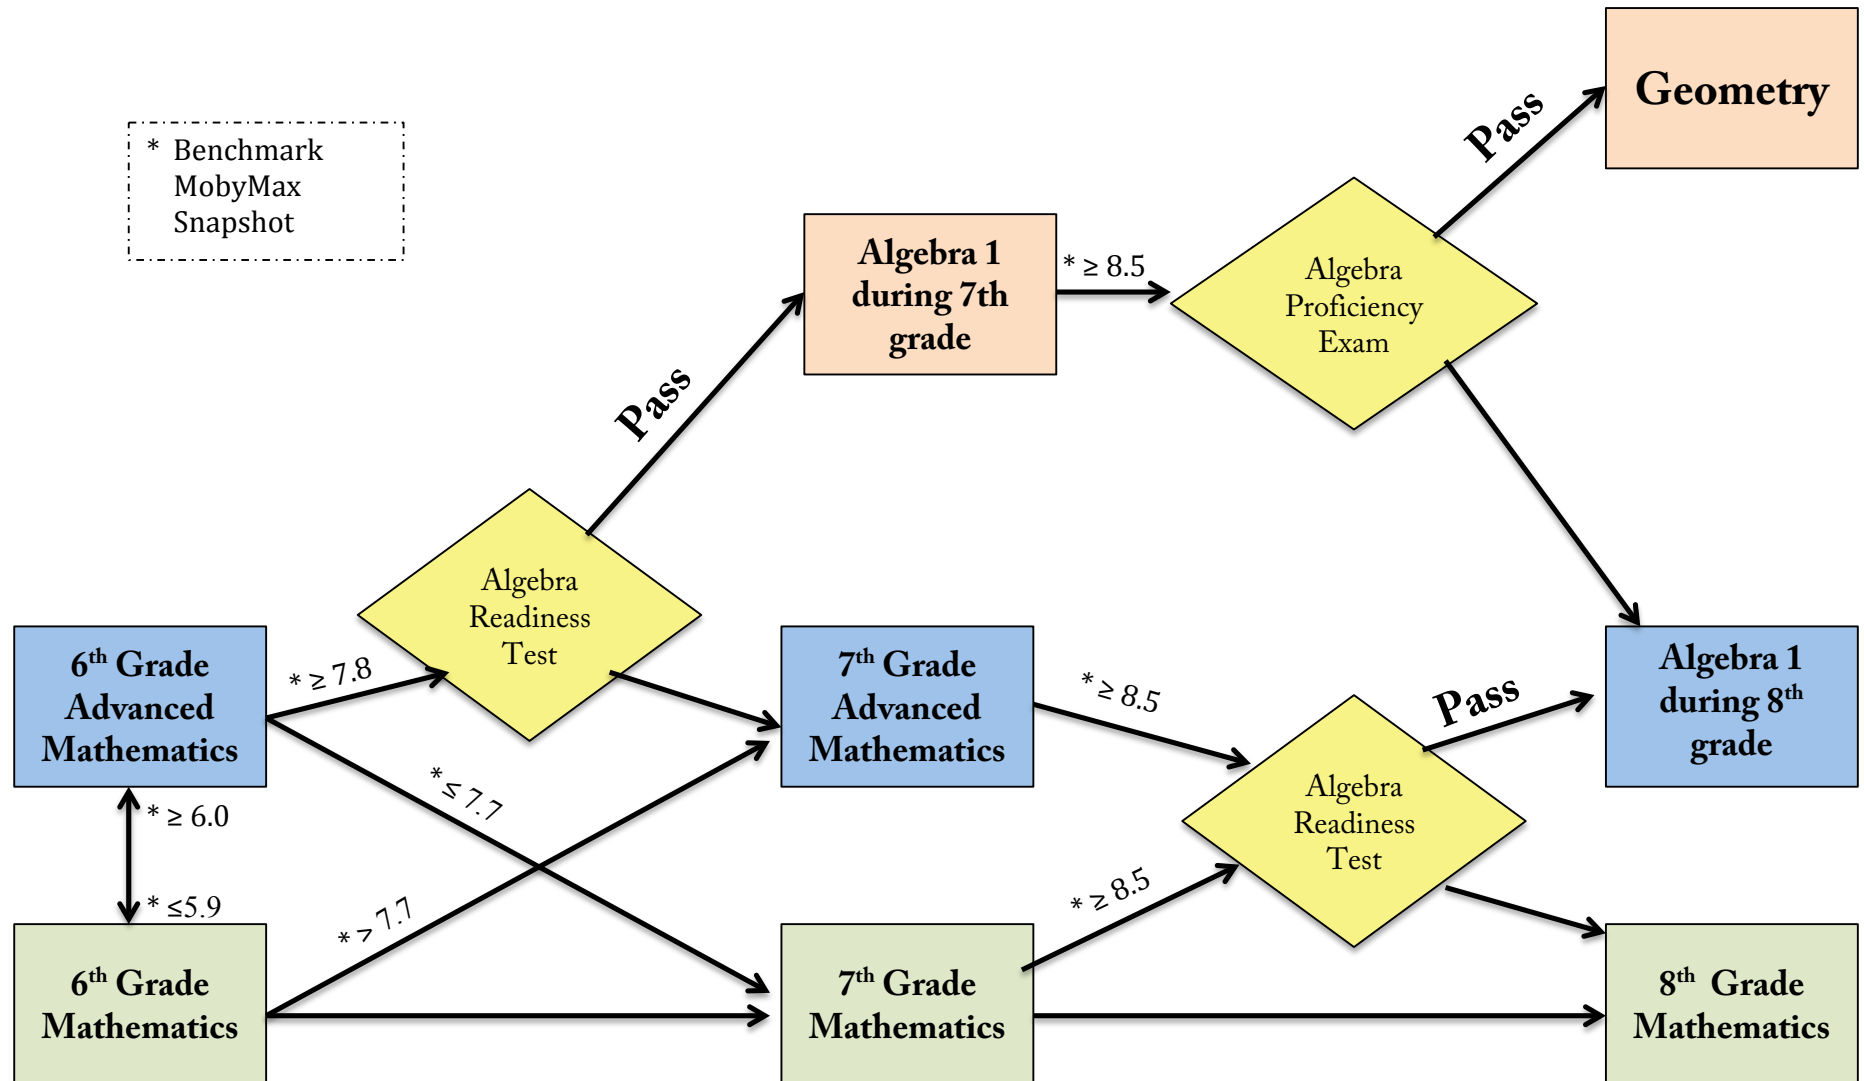 Geometry
Pass
* Benchmark
MobyMax
Snapshot
Algebra 1
during 7th
grade
* ≥ 8.5
Algebra
Proficiency
Exam
Pass
Algebra
Readiness
Test
6th Grade
Advanced
Mathematics
* ≥ 7.8
7th Grade
Advanced
Mathematics
* ≥ 8.5
Pass
Algebra 1
during 8th
grade
* ≥ 6.0
* ≤ 7.7
Algebra
Readiness
Test
* ≤5.9
* > 7.7
* ≥ 8.5
6th Grade
Mathematics
7th Grade
Mathematics
8th Grade
Mathematics